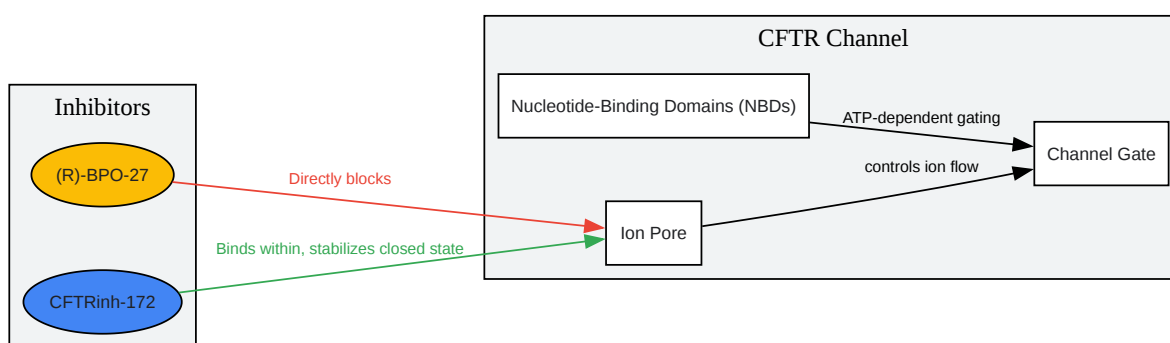 CFTR Channel
Nucleotide-Binding Domains (NBDs)
ATP-dependent gating
Channel Gate
controls ion flow
Ion Pore
Inhibitors
(R)-BPO-27
Directly blocks
Binds within, stabilizes closed state
CFTRinh-172